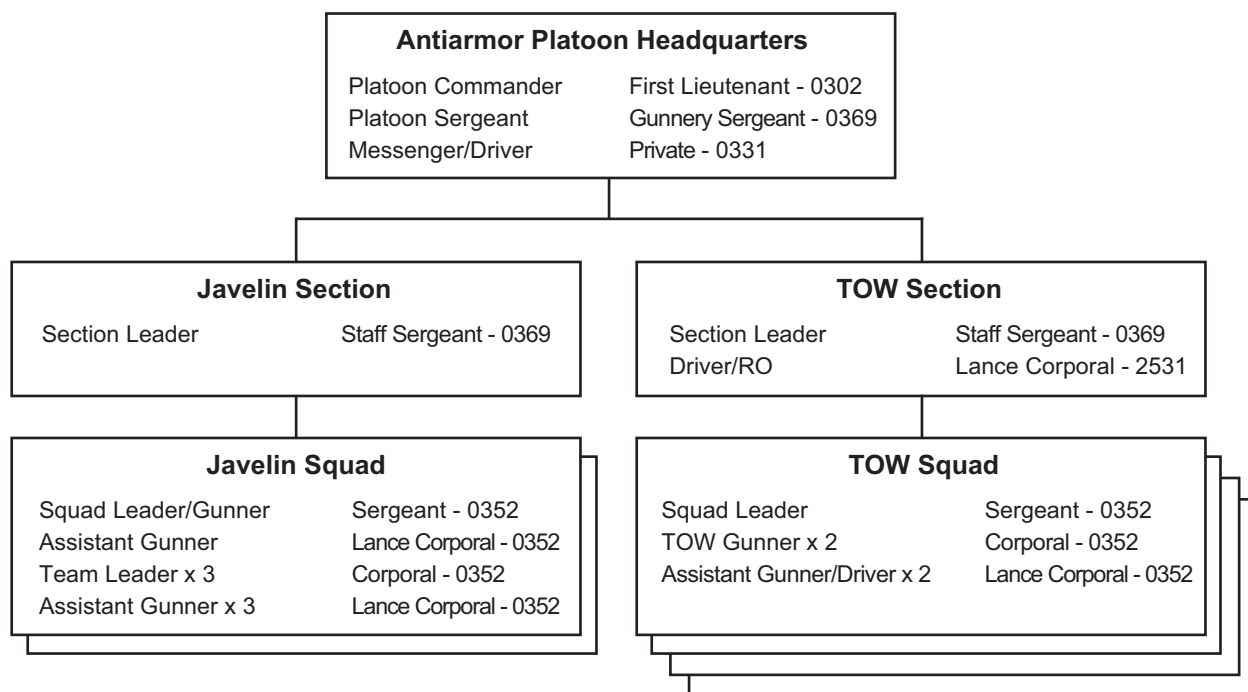 Antiarmor Platoon Headquarters
Platoon Commander First Lieutenant - 0302
Platoon Sergeant Gunnery Sergeant - 0369
Messenger/Driver Private - 0331
Javelin Section
Section Leader Staff Sergeant - 0369
TOW Section
Section Leader Staff Sergeant - 0369
Driver/RO Lance Corporal - 2531
Javelin Squad
Squad Leader/Gunner Sergeant - 0352
Assistant Gunner Lance Corporal - 0352
Team Leader x 3 Corporal - 0352
Assistant Gunner x 3 Lance Corporal - 0352
TOW Squad
Squad Leader Sergeant - 0352
TOW Gunner x 2 Corporal - 0352
Assistant Gunner/Driver x 2 Lance Corporal - 0352